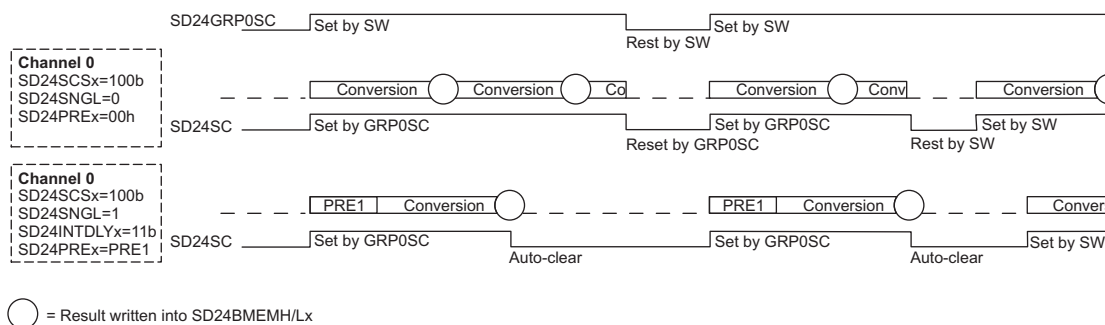 SD24GRP0SC
Set by SW
Rest by SW
Set by SW
Channel 0
SD24SCSx=100b
SD24SNGL=0
SD24PREx=00h
Conversion
Conversion
Co
Conversion
Conv
Conversion
SD24SC
Set by GRP0SC
Reset by GRP0SC
Set by GRP0SC
Rest by SW
Set by SW
Channel 0
SD24SCSx=100b
SD24SNGL=1
SD24INTDLYx=11b
SD24PREx=PRE1
PRE1
Conversion
PRE1
Conversion
Conver
SD24SC
Set by GRP0SC
Auto-clear
Set by GRP0SC
Auto-clear
Set by SW
= Result written into SD24BMEMH/Lx